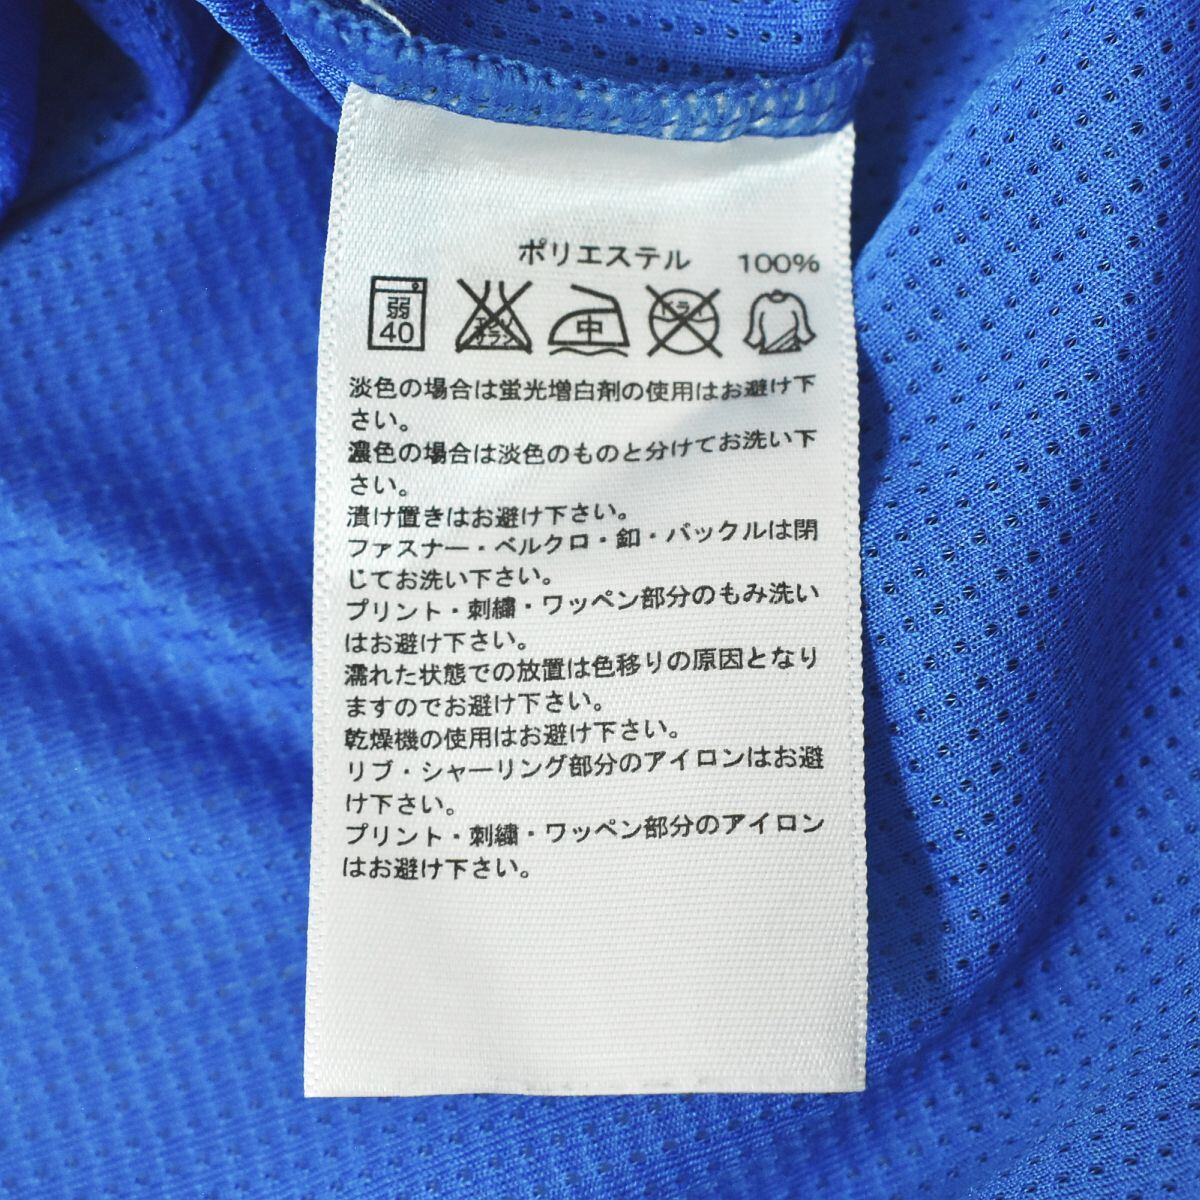 ポリエステル 100%
弱 40 エンソ サラシ 中 ドライ
淡色の場合は蛍光増白剤の使用はお避け下
さい。
濃色の場合は淡色のものと分けてお洗い下
さい。
漬け置きはお避け下さい。
ファスナー・ベルクロ・釦・バックルは閉
じてお洗い下さい。
プリント・刺繍・ワッペン部分のもみ洗い
はお避け下さい。
濡れた状態での放置は色移りの原因となり
ますのでお避け下さい。
乾燥機の使用はお避け下さい。
リブ・シャーリング部分のアイロンはお避
け下さい。
プリント・刺繍・ワッペン部分のアイロン
はお避け下さい。